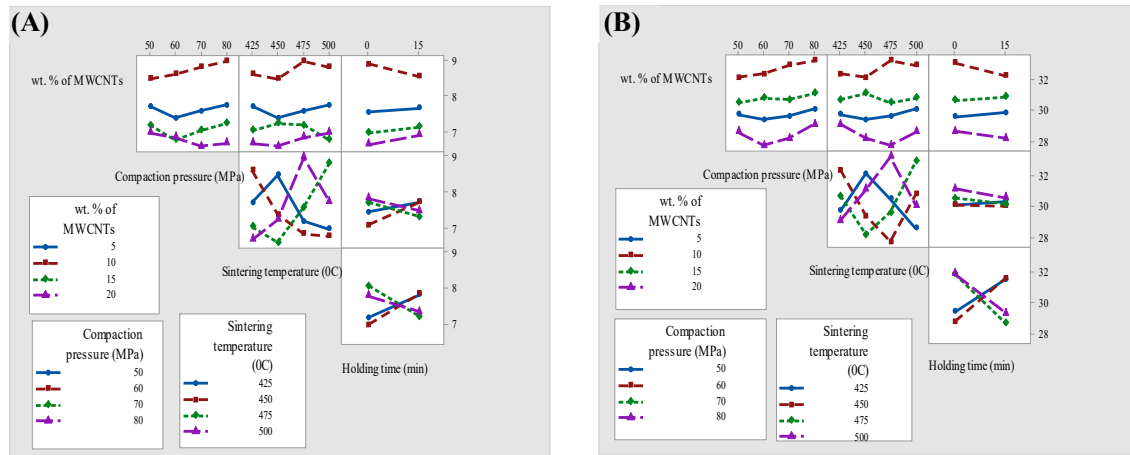 (A)
50 60 70 80 425 450 475 500 0 15
wt. % of MWCNTs
9
8
7
Compaction pressure (MPa)
9
8
7
Sintering temperature (0C)
9
8
7
Holding time (min)
wt. % of
MWCNTs
5
10
15
20
Compaction
pressure (MPa)
50
60
70
80
Sintering
temperature
(0C)
425
450
475
500
(B)
50 60 70 80 425 450 475 500 0 15
wt. % of MWCNTs
32
30
28
Compaction pressure (MPa)
32
30
28
Sintering temperature (0C)
32
30
28
Holding time (min)
wt. % of
MWCNTs
5
10
15
20
Compaction
pressure (MPa)
50
60
70
80
Sintering
temperature
(0C)
425
450
475
500